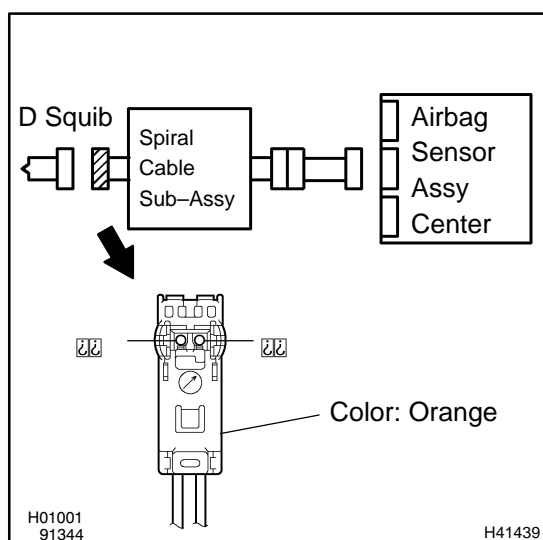 D Squib
Spiral
Cable
Sub–Assy
Airbag
Sensor
Assy
Center
Color: Orange
H01001
91344
H41439